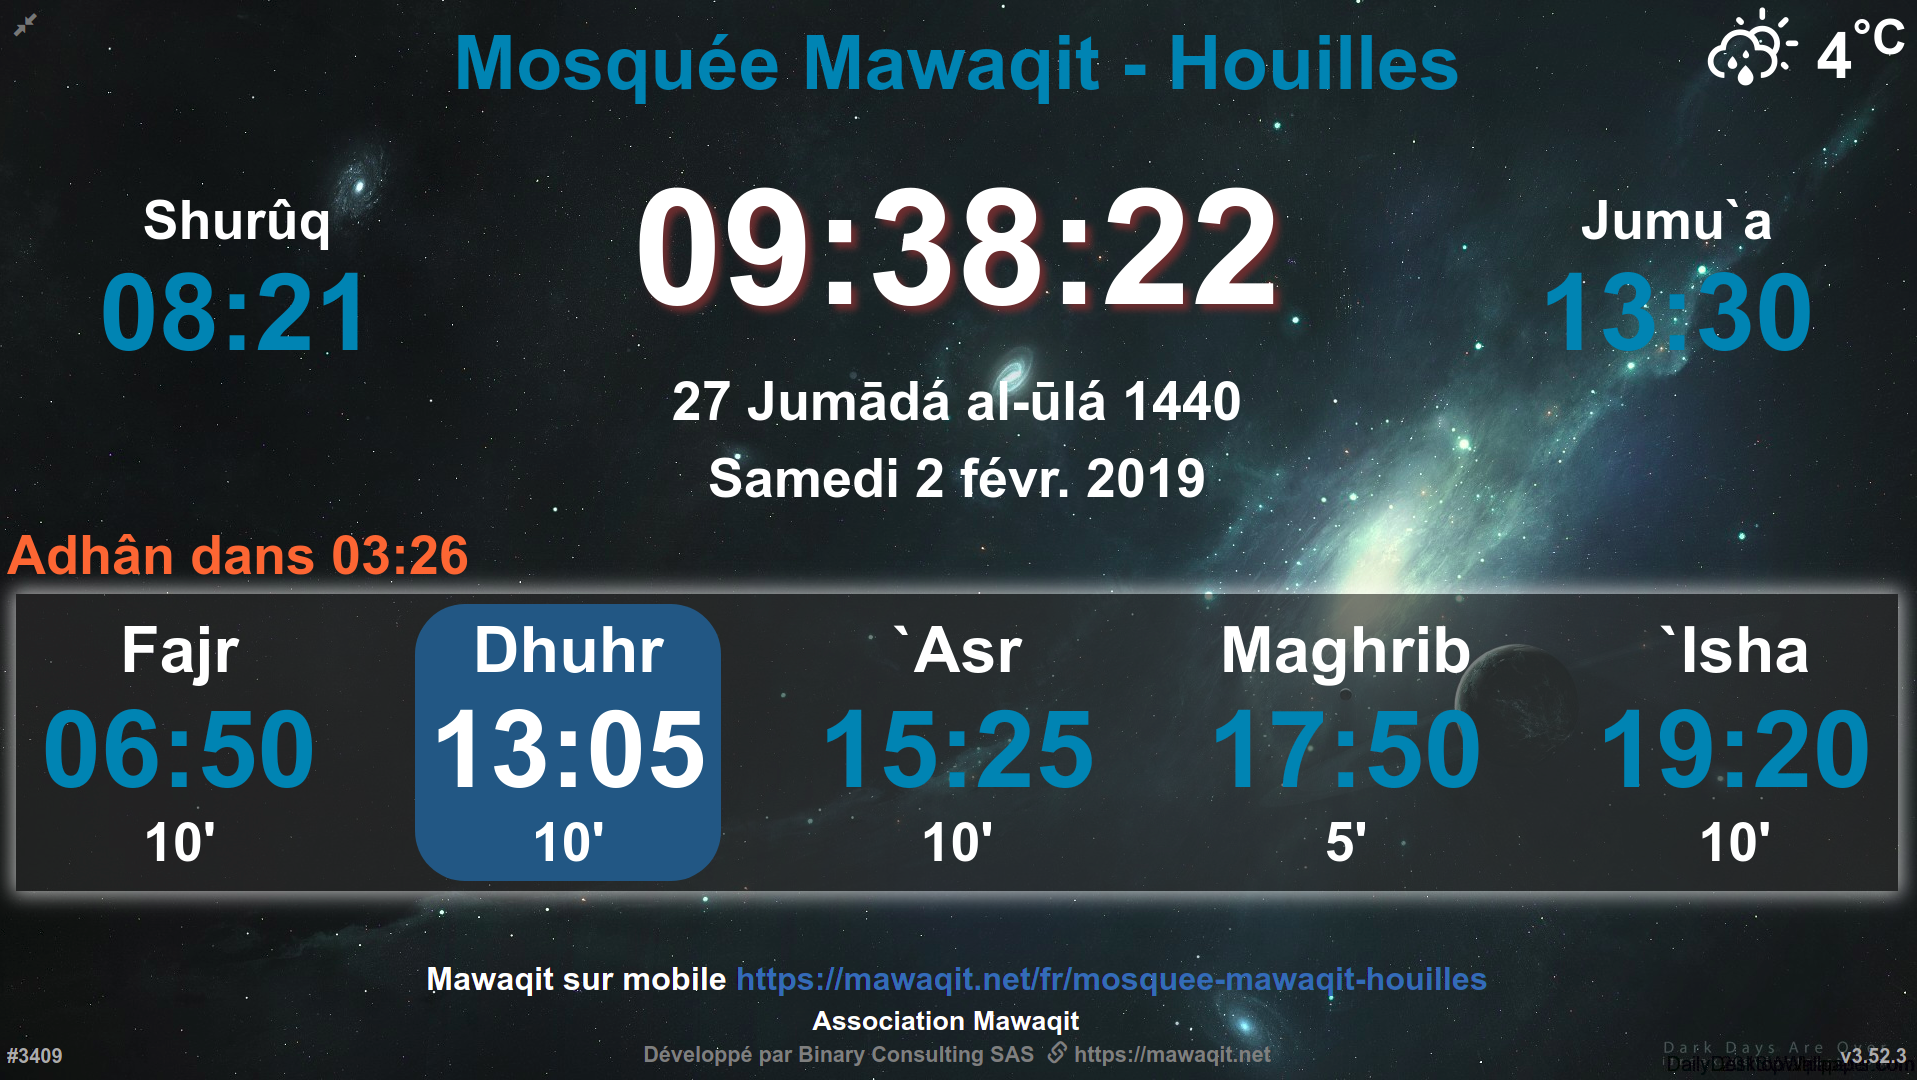 Mosquée Mawaqit - Houilles
4°C
Shurûq
08:21
09:38:22
Jumu`a
13:30
27 Jumādá al-ūlá 1440
Samedi 2 févr. 2019
Adhân dans 03:26
Fajr Dhuhr `Asr Maghrib `Isha
06:50 13:05 15:25 17:50 19:20
10' 10' 10' 5' 10'
Mawaqit sur mobile https://mawaqit.net/fr/mosquee-mawaqit-houilles
Association Mawaqit
#3409
Développé par Binary Consulting SAS https://mawaqit.net
Dark Days Are Over
v3.52.3